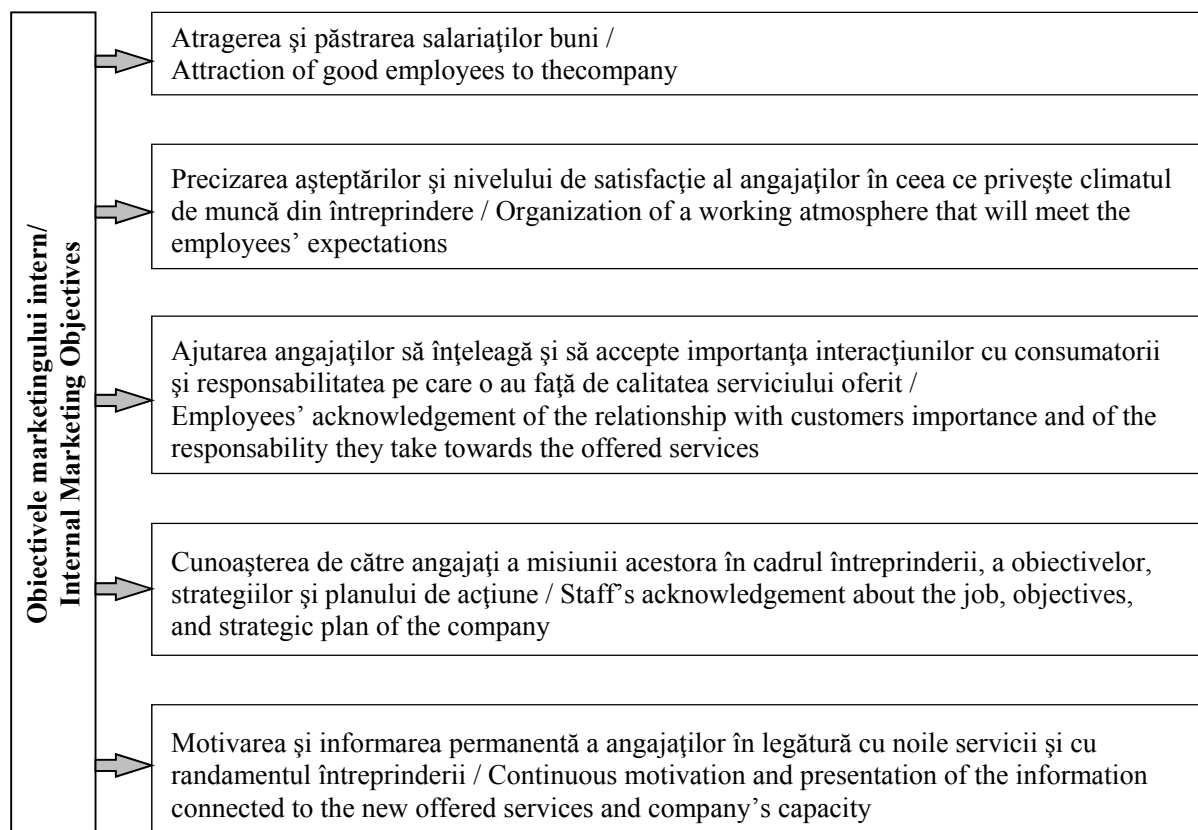 Obiectivele marketingului intern/
Internal Marketing Objectives
Atragerea şi păstrarea salariaţilor buni /
Attraction of good employees to thecompany
Precizarea aşteptărilor şi nivelului de satisfacţie al angajaţilor în ceea ce priveşte climatul
de muncă din întreprindere / Organization of a working atmosphere that will meet the
employees’ expectations
Ajutarea angajaţilor să înţeleagă şi să accepte importanţa interacţiunilor cu consumatorii
şi responsabilitatea pe care o au faţă de calitatea serviciului oferit /
Employees’ acknowledgement of the relationship with customers importance and of the
responsability they take towards the offered services
Cunoaşterea de către angajaţi a misiunii acestora în cadrul întreprinderii, a obiectivelor,
strategiilor şi planului de acţiune / Staff’s acknowledgement about the job, objectives,
and strategic plan of the company
Motivarea şi informarea permanentă a angajaţilor în legătură cu noile servicii şi cu
randamentul întreprinderii / Continuous motivation and presentation of the information
connected to the new offered services and company’s capacity